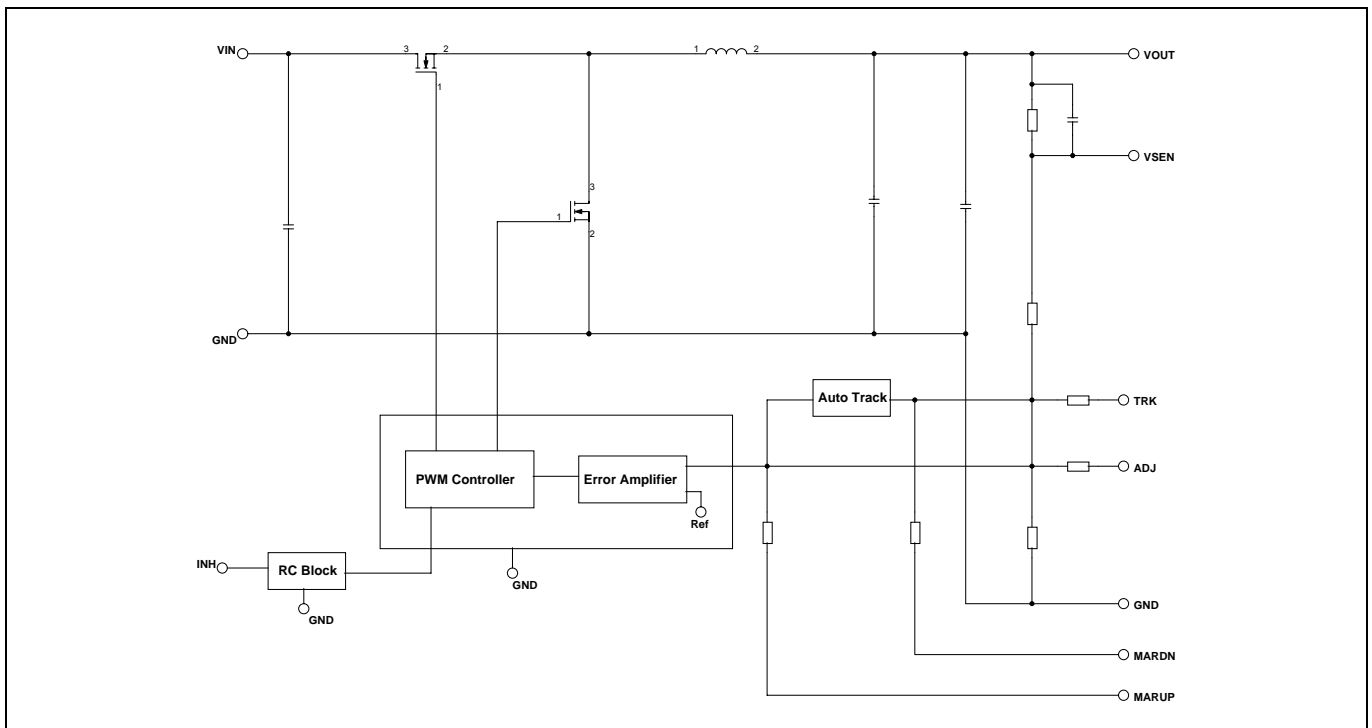 VIN
3
2
1
1
2
VOUT
VSEN
3
1
2
GND
Auto Track
TRK
PWM Controller
Error Amplifier
ADJ
Ref
INH
RC Block
GND
GND
GND
MARDN
MARUP